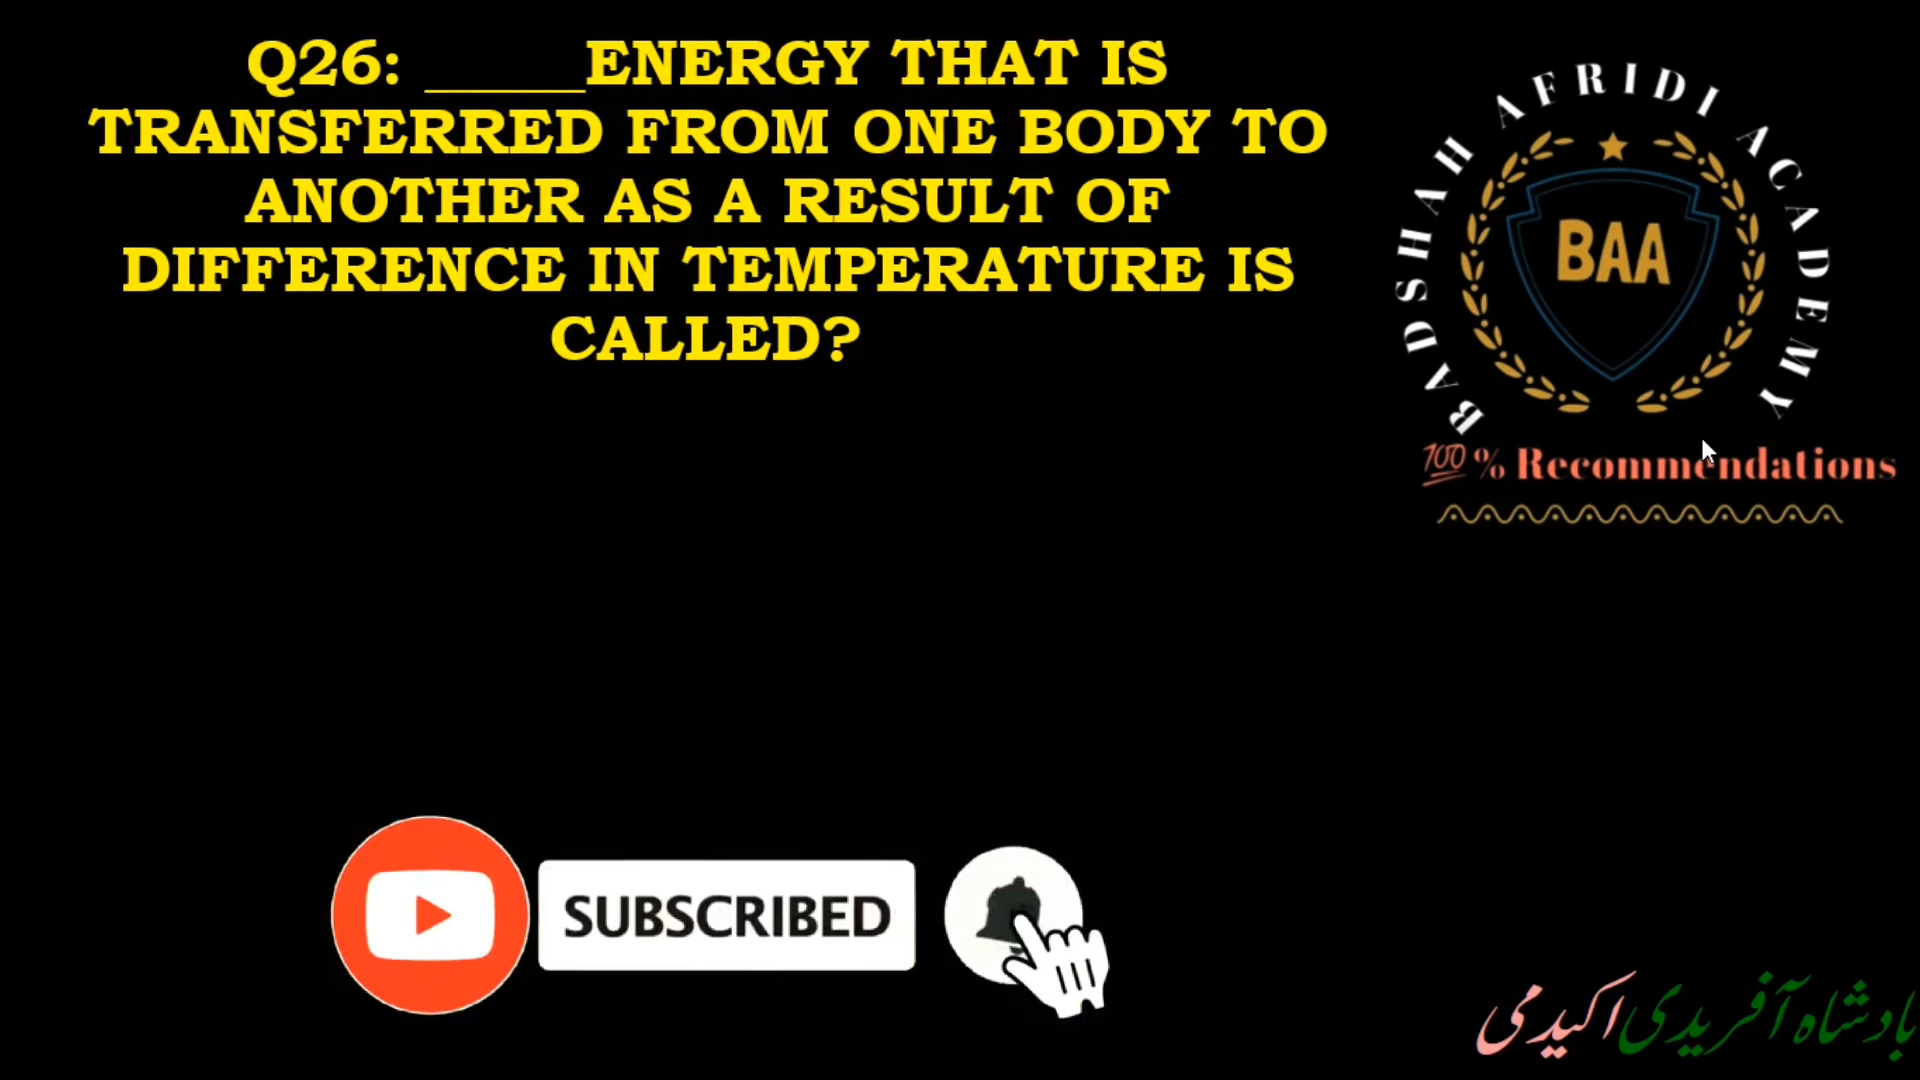 Q26: _____ENERGY THAT IS
TRANSFERRED FROM ONE BODY TO
ANOTHER AS A RESULT OF
DIFFERENCE IN TEMPERATURE IS
CALLED?
BADSHAH AFRIDI ACADEMY
BAA
100 % Recommendations
SUBSCRIBED
بادشاہ آفریدی اکیڈمی